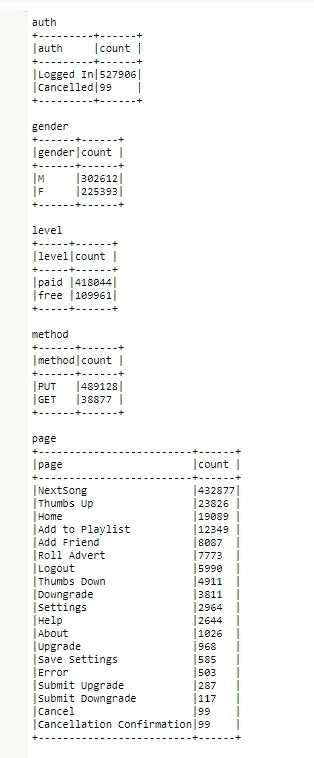 auth
+---------+------+
|auth     |count |
+---------+------+
|Logged In|527906|
|Cancelled|99    |
+---------+------+
gender
+------+------+
|gender|count |
+------+------+
|M     |302612|
|F     |225393|
+------+------+
level
+-----+------+
|level|count |
+-----+------+
|paid |418044|
|free |109961|
+-----+------+
method
+------+------+
|method|count |
+------+------+
|PUT   |489128|
|GET   |38877 |
+------+------+
page
+-------------------------+------+
|page                     |count |
+-------------------------+------+
|NextSong                 |432877|
|Thumbs Up                |23826 |
|Home                     |19089 |
|Add to Playlist          |12349 |
|Add Friend               |8087  |
|Roll Advert              |7773  |
|Logout                   |5990  |
|Thumbs Down              |4911  |
|Downgrade                |3811  |
|Settings                 |2964  |
|Help                     |2644  |
|About                    |1026  |
|Upgrade                  |968   |
|Save Settings            |585   |
|Error                    |503   |
|Submit Upgrade           |287   |
|Submit Downgrade         |117   |
|Cancel                   |99    |
|Cancellation Confirmation|99    |
+-------------------------+------+